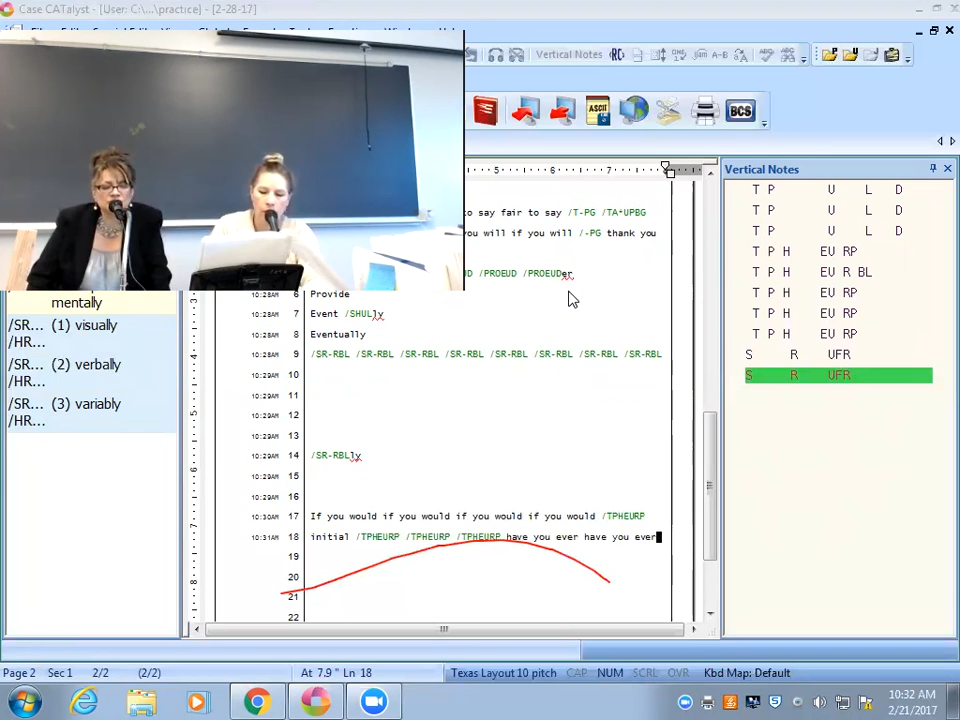 Case CATalyst - [User: C:\...\practice] - [2-28-17]
Vertical Notes
RC
A-B
ABC
ABC
P
U
ASCII
BCS
5 6 7
Vertical Notes
to say fair to say /T-PG /TA*UPBG
you will if you will /-PG thank you
/PROEUD /PROEUDer
10:28AM 6 Provide
10:28AM 7 Event /SHULly
10:28AM 8 Eventually
10:28AM 9 /SR-RBL /SR-RBL /SR-RBL /SR-RBL /SR-RBL /SR-RBL /SR-RBL /SR-RBL
10:29AM 10
10:29AM 11
10:29AM 12
10:29AM 13
10:29AM 14 /SR-RBLly
10:29AM 15
10:29AM 16
10:30AM 17 If you would if you would if you would if you would /TPHEURP
10:31AM 18 initial /TPHEURP /TPHEURP /TPHEURP have you ever have you ever
19
20
21
22
mentally
/SR... (1) visually
/HR...
/SR... (2) verbally
/HR...
/SR... (3) variably
/HR...
T P U L D
T P U L D
T P U L D
T P H EU RP
T P H EU R BL
T P H EU RP
T P H EU RP
T P H EU RP
S R UFR
S R UFR
Page 2 Sec 1 2/2 (2/2) At 7.9 " Ln 18 Texas Layout 10 pitch CAP NUM SCRL OVR Kbd Map: Default
10:32 AM
2/21/2017